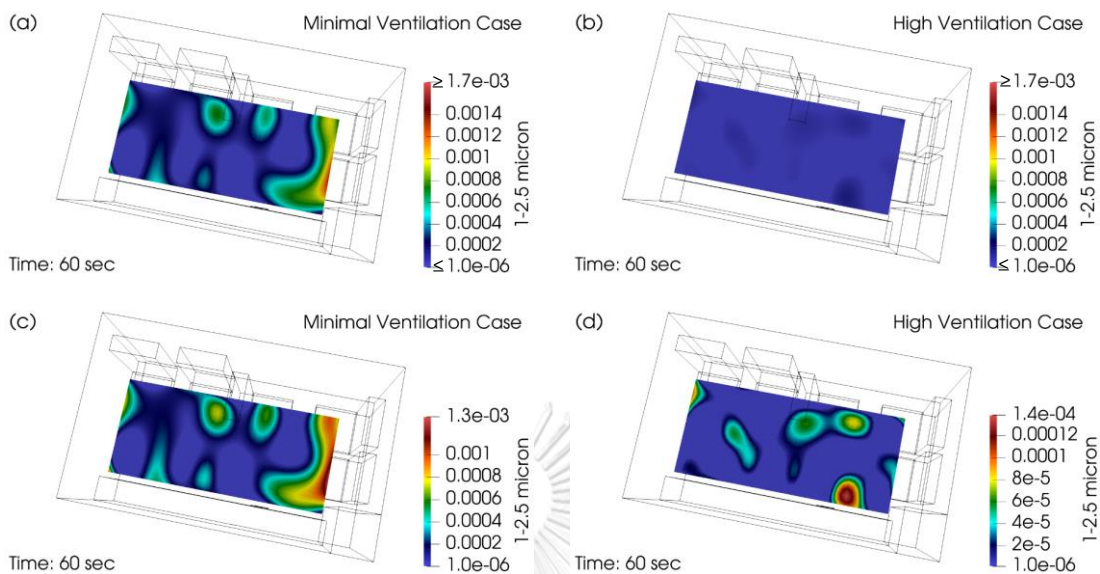 (a)
Minimal Ventilation Case
≥ 1.7e-03
0.0014
0.0012
0.001
0.0008
0.0006
0.0004
0.0002
≤ 1.0e-06
1-2.5 micron
Time: 60 sec
(b)
High Ventilation Case
≥ 1.7e-03
0.0014
0.0012
0.001
0.0008
0.0006
0.0004
0.0002
≤ 1.0e-06
1-2.5 micron
Time: 60 sec
(c)
Minimal Ventilation Case
1.3e-03
0.001
0.0008
0.0006
0.0004
0.0002
1.0e-06
1-2.5 micron
Time: 60 sec
(d)
High Ventilation Case
1.4e-04
0.00012
0.0001
8e-5
6e-5
4e-5
2e-5
1.0e-06
1-2.5 micron
Time: 60 sec